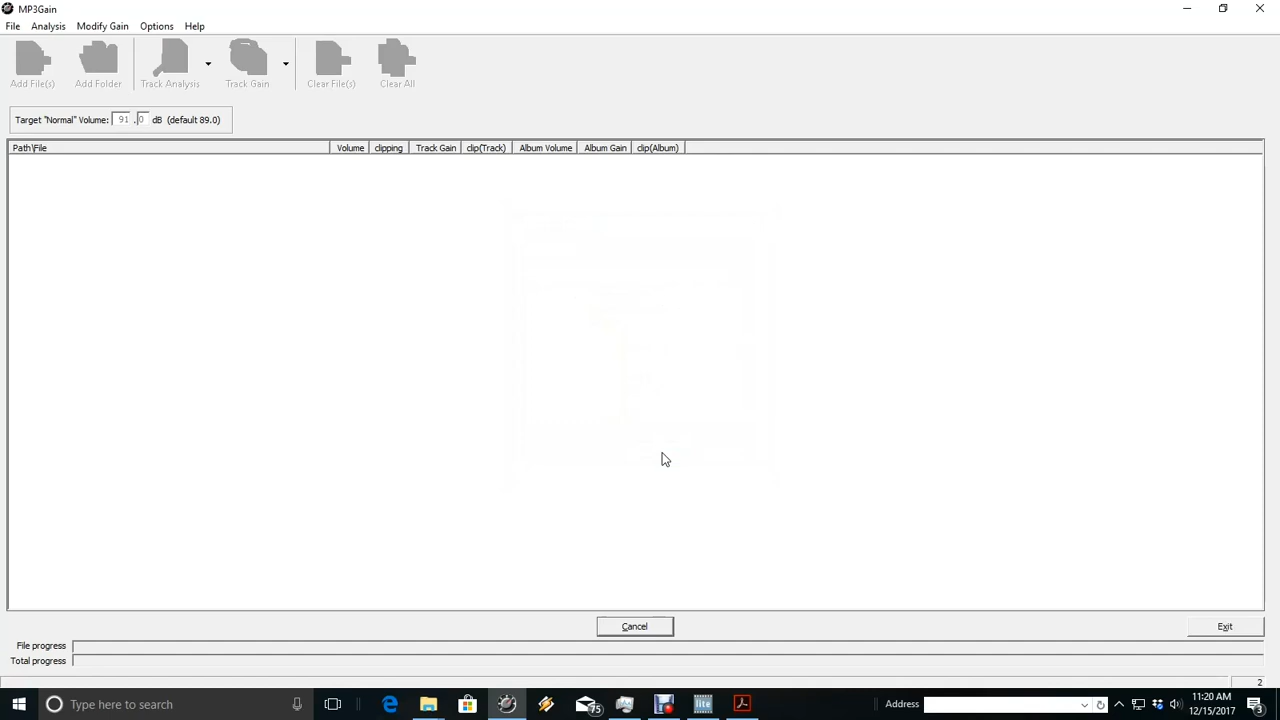 MP3Gain
File Analysis Modify Gain Options Help
Add File(s) Add Folder Track Analysis Track Gain Clear File(s) Clear All
Target "Normal" Volume: 91 .0 dB (default 89.0)
Path\File Volume clipping Track Gain clip(Track) Album Volume Album Gain clip(Album)
Cancel Exit
File progress
Total progress
2
Type here to search 75 lite Address 11:20 AM
12/15/2017 3